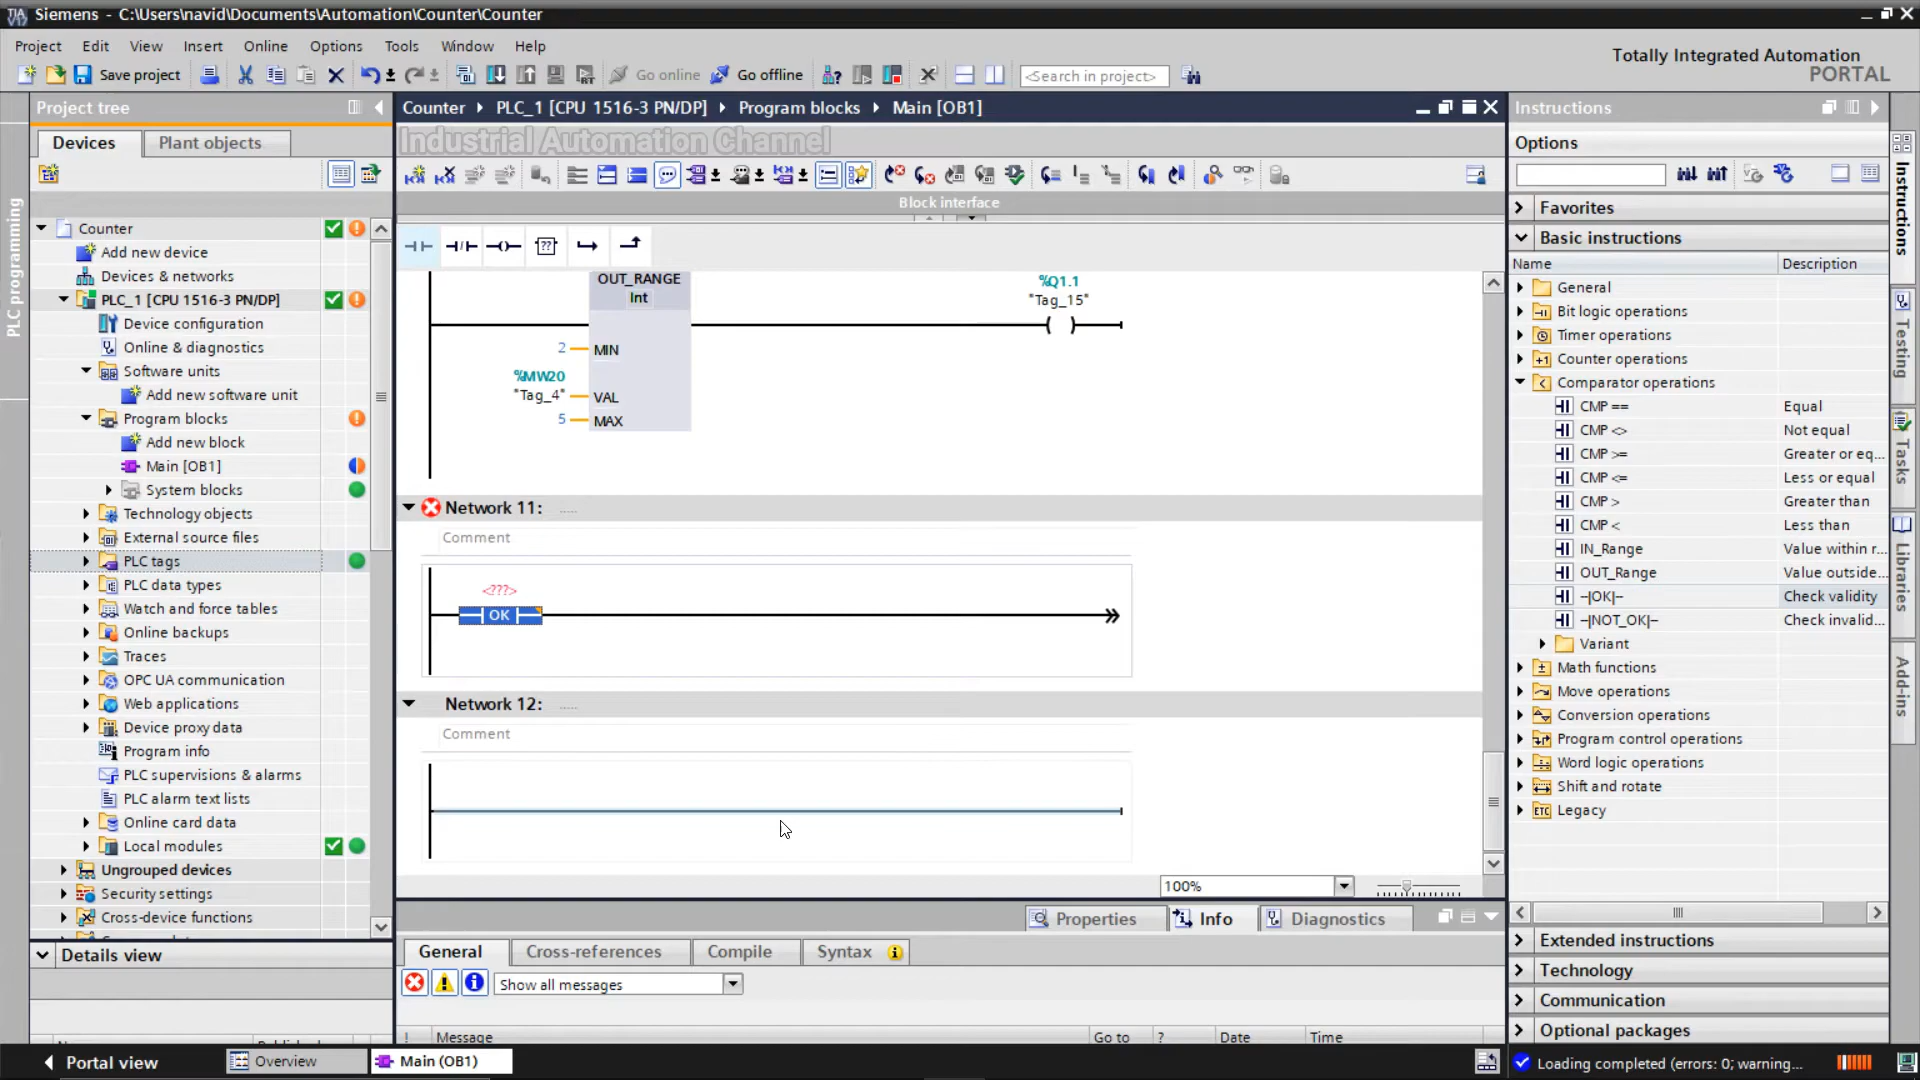 Siemens - C:\Users\navid\Documents\Automation\Counter\Counter
Project Edit View Insert Online Options Tools Window Help
Totally Integrated Automation
PORTAL
Save project
Go online
Go offline
<Search in project>
Project tree
Counter PLC_1 [CPU 1516-3 PN/DP] Program blocks Main [OB1]
Instructions
Industrial Automation Channel
Devices
Plant objects
Options
Block interface
PLC programming
Counter
Add new device
Devices & networks
PLC_1 [CPU 1516-3 PN/DP]
Device configuration
Online & diagnostics
Software units
Add new software unit
Program blocks
Add new block
Main [OB1]
System blocks
Technology objects
External source files
PLC tags
PLC data types
Watch and force tables
Online backups
Traces
OPC UA communication
Web applications
Device proxy data
Program info
PLC supervisions & alarms
PLC alarm text lists
Online card data
Local modules
Ungrouped devices
Security settings
Cross-device functions
Details view
??
OUT_RANGE
Int
%Q1.1
"Tag_15"
2 MIN
%MW20
"Tag_4" VAL
5 MAX
Network 11: .....
Comment
<???>
OK
Network 12: .....
Comment
100%
Properties
Info
Diagnostics
General
Cross-references
Compile
Syntax
Show all messages
! Message Go to ? Date Time
Favorites
Basic instructions
Name Description
General
Bit logic operations
Timer operations
Counter operations
Comparator operations
CMP == Equal
CMP <> Not equal
CMP >= Greater or eq...
CMP <= Less or equal
CMP > Greater than
CMP < Less than
IN_Range Value within r...
OUT_Range Value outside...
–|OK|– Check validity
–|NOT_OK|– Check invalid...
Variant
Math functions
Move operations
Conversion operations
Program control operations
Word logic operations
Shift and rotate
ETC Legacy
Extended instructions
Technology
Communication
Optional packages
Instructions
Testing
Tasks
Libraries
Add-ins
Portal view
Overview
Main (OB1)
Loading completed (errors: 0; warning...